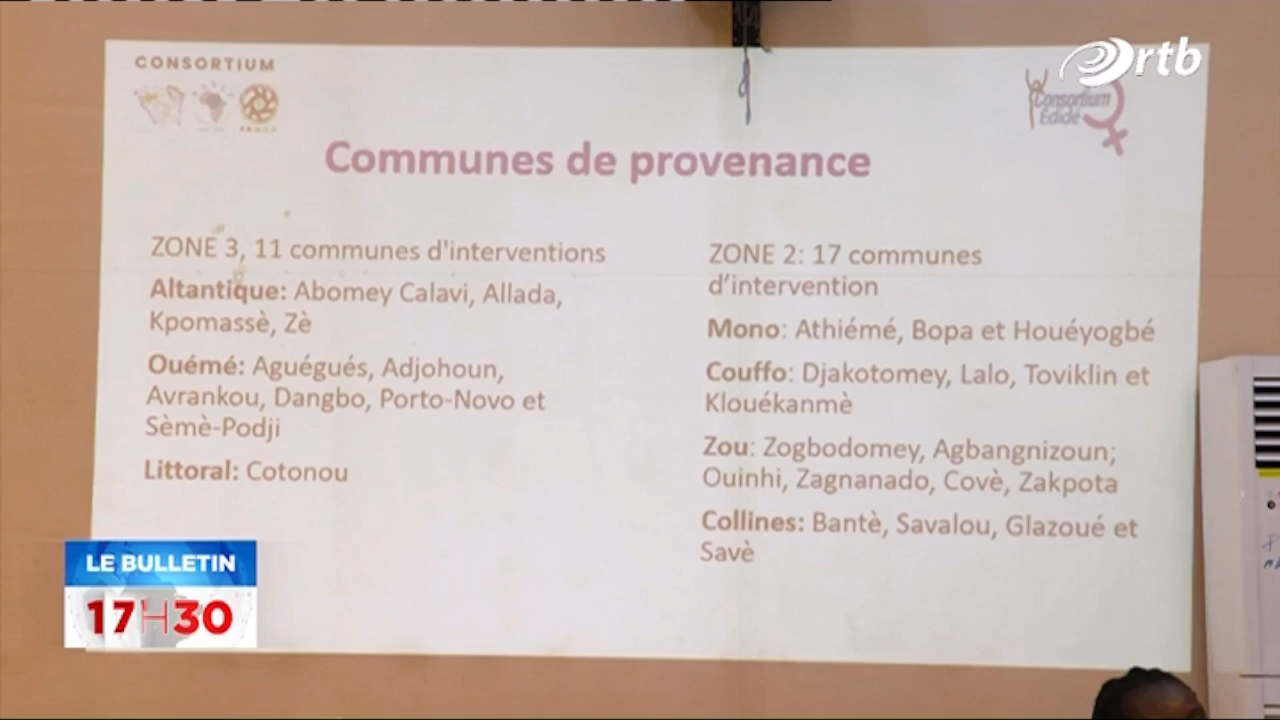 CONSORTIUM
rtb
Consortium
Édidé
Communes de provenance
ZONE 3, 11 communes d'interventions
Altantique: Abomey Calavi, Allada,
Kpomassè, Zè
Ouémé: Aguégués, Adjohoun,
Avrankou, Dangbo, Porto-Novo et
Sèmè-Podji
Littoral: Cotonou
ZONE 2: 17 communes
d’intervention
Mono: Athiémé, Bopa et Houéyogbé
Couffo: Djakotomey, Lalo, Toviklin et
Klouékanmè
Zou: Zogbodomey, Agbangnizoun;
Ouinhi, Zagnanado, Covè, Zakpota
Collines: Bantè, Savalou, Glazoué et
Savè
LE BULLETIN
17H30